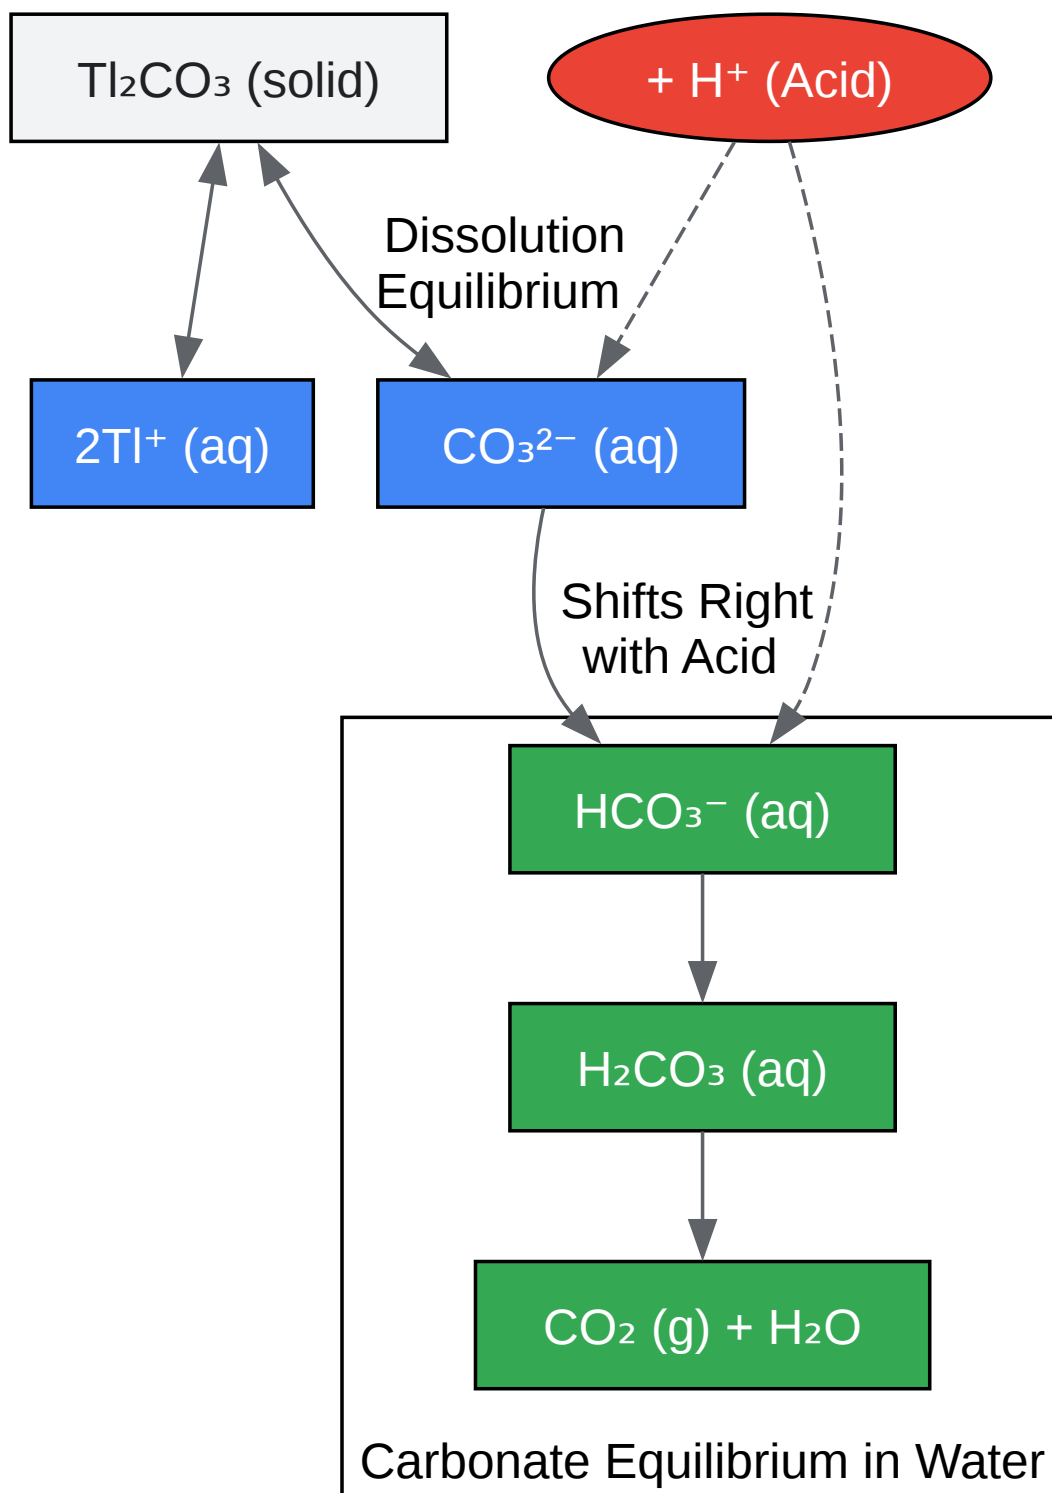 Tl₂CO₃ (solid)
+ H⁺ (Acid)
Dissolution
Equilibrium
2Tl⁺ (aq)
CO₃²⁻ (aq)
Shifts Right
with Acid
HCO₃⁻ (aq)
H₂CO₃ (aq)
CO₂ (g) + H₂O
Carbonate Equilibrium in Water